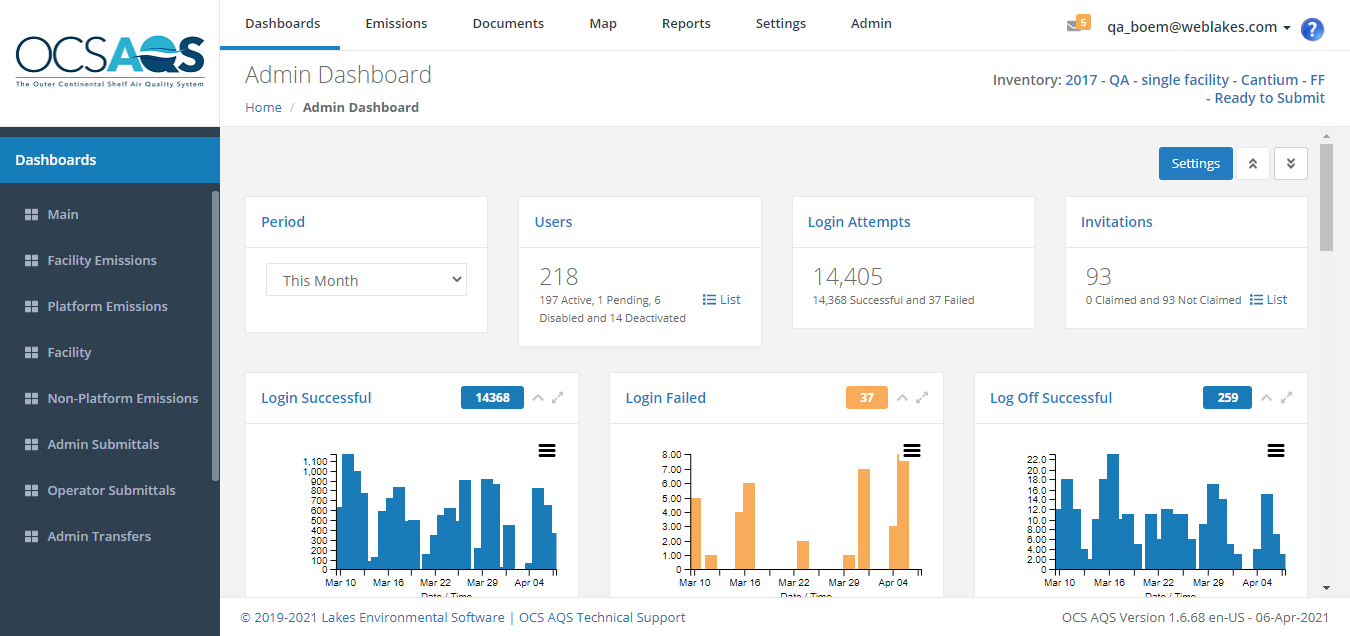 OCSAQS
The Outer Continental Shelf Air Quality System
Dashboards
Emissions
Documents
Map
Reports
Settings
Admin
5
qa_boem@weblakes.com
?
Admin Dashboard
Home / Admin Dashboard
Inventory: 2017 - QA - single facility - Cantium - FF
- Ready to Submit
Dashboards
Main
Facility Emissions
Platform Emissions
Facility
Non-Platform Emissions
Admin Submittals
Operator Submittals
Admin Transfers
Settings
Period
This Month
Users
218
197 Active, 1 Pending, 6
Disabled and 14 Deactivated
List
Login Attempts
14,405
14,368 Successful and 37 Failed
Invitations
93
0 Claimed and 93 Not Claimed
List
Login Successful
14368
1,100
1,000
900
800
700
600
500
400
300
200
100
0
Mar 10
Mar 16
Mar 22
Mar 29
Apr 04
Date / Time
Login Failed
37
8.00
7.00
6.00
5.00
4.00
3.00
2.00
1.00
0
Mar 10
Mar 16
Mar 22
Mar 29
Apr 04
Date / Time
Log Off Successful
259
22.0
20.0
18.0
16.0
14.0
12.0
10.0
8.00
6.00
4.00
2.00
0
Mar 10
Mar 16
Mar 22
Mar 29
Apr 04
Date / Time
© 2019-2021 Lakes Environmental Software | OCS AQS Technical Support
OCS AQS Version 1.6.68 en-US - 06-Apr-2021